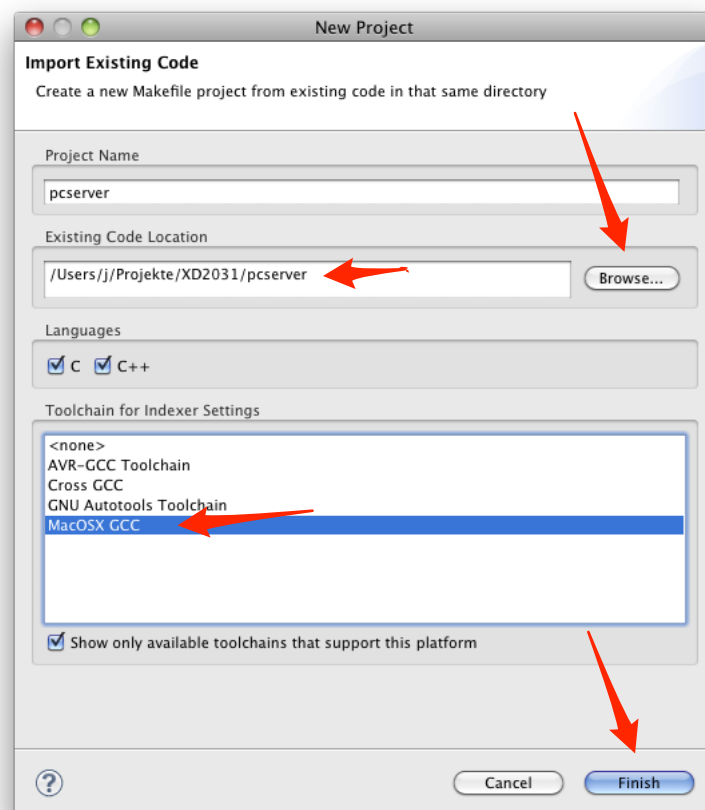 New Project
Import Existing Code
Create a new Makefile project from existing code in that same directory
Project Name
pcserver
Existing Code Location
/Users/j/Projekte/XD2031/pcserver
Browse...
Languages
C C++
Toolchain for Indexer Settings
<none>
AVR-GCC Toolchain
Cross GCC
GNU Autotools Toolchain
MacOSX GCC
Show only available toolchains that support this platform
?
Cancel Finish